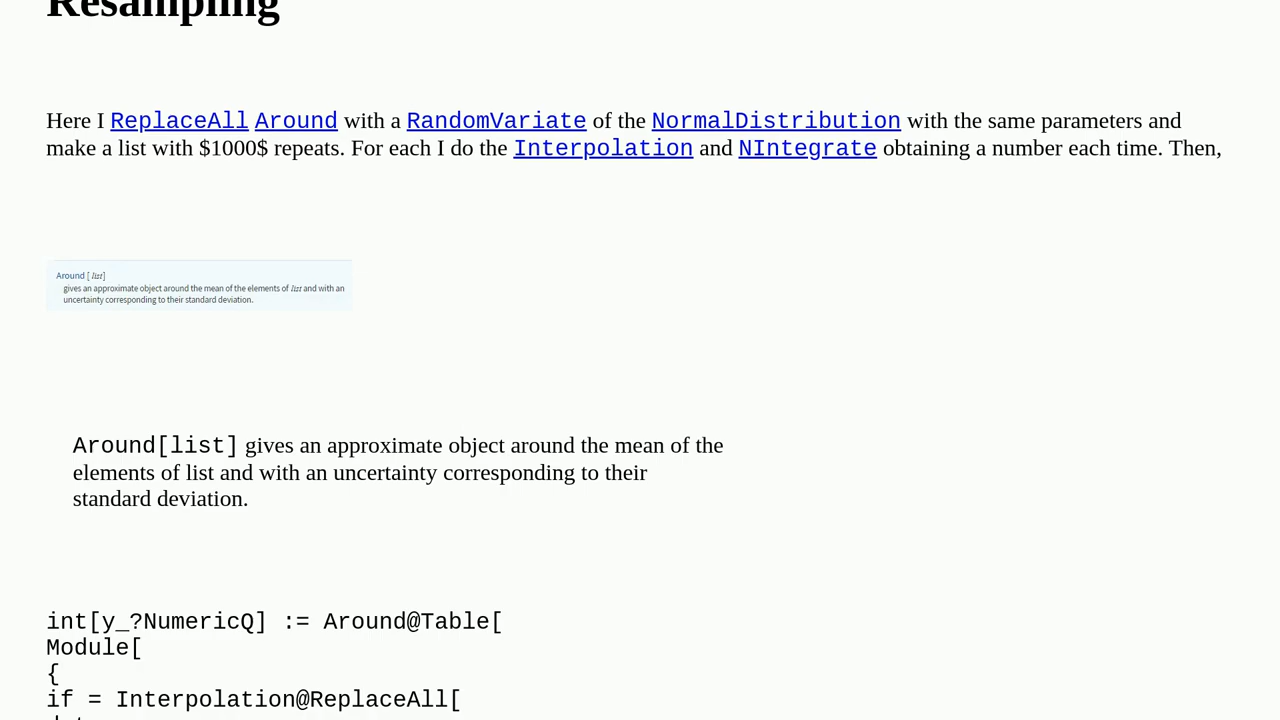 Resampling
Here I ReplaceAll Around with a RandomVariate of the NormalDistribution with the same parameters and
make a list with $1000$ repeats. For each I do the Interpolation and NIntegrate obtaining a number each time. Then,
Around [ list]
gives an approximate object around the mean of the elements of list and with an
uncertainty corresponding to their standard deviation.
Around[list] gives an approximate object around the mean of the
elements of list and with an uncertainty corresponding to their
standard deviation.
int[y_?NumericQ] := Around@Table[
Module[
{
if = Interpolation@ReplaceAll[